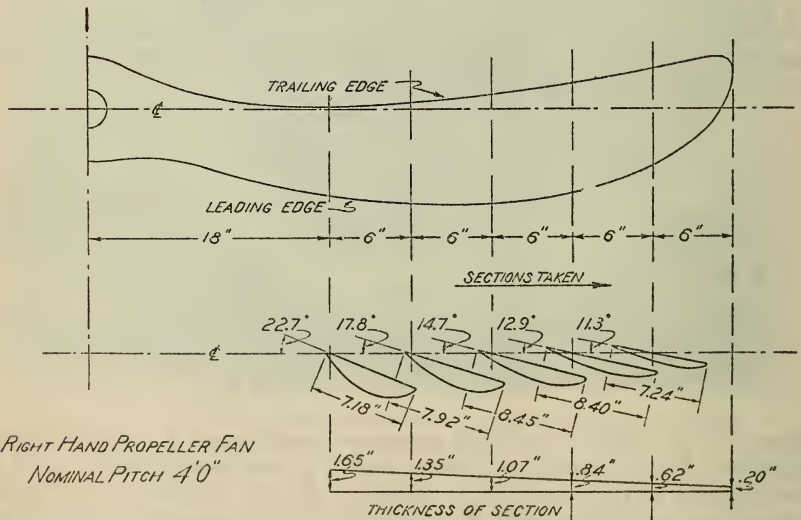 TRAILING EDGE
℄
LEADING EDGE
18" 6" 6" 6" 6" 6"
SECTIONS TAKEN
22.7° 17.8° 14.7° 12.9° 11.3°
℄
7.18" 7.92" 8.45" 8.40" 7.24"
RIGHT HAND PROPELLER FAN
NOMINAL PITCH 4'0"
1.65" 1.35" 1.07" .84" .62" .20"
THICKNESS OF SECTION